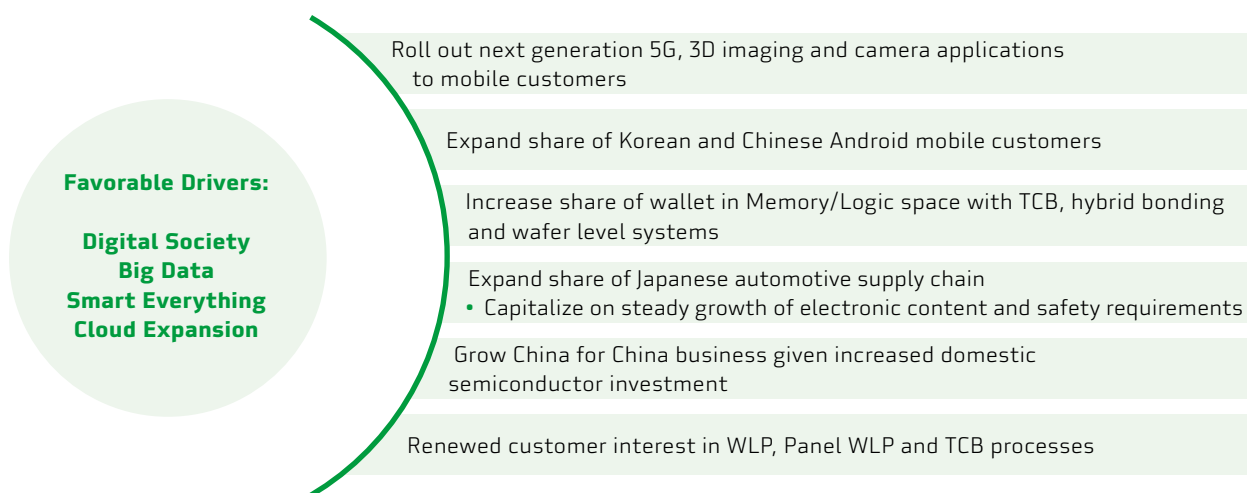 Favorable Drivers:
Digital Society
Big Data
Smart Everything
Cloud Expansion
Roll out next generation 5G, 3D imaging and camera applications
to mobile customers
Expand share of Korean and Chinese Android mobile customers
Increase share of wallet in Memory/Logic space with TCB, hybrid bonding
and wafer level systems
Expand share of Japanese automotive supply chain
• Capitalize on steady growth of electronic content and safety requirements
Grow China for China business given increased domestic
semiconductor investment
Renewed customer interest in WLP, Panel WLP and TCB processes